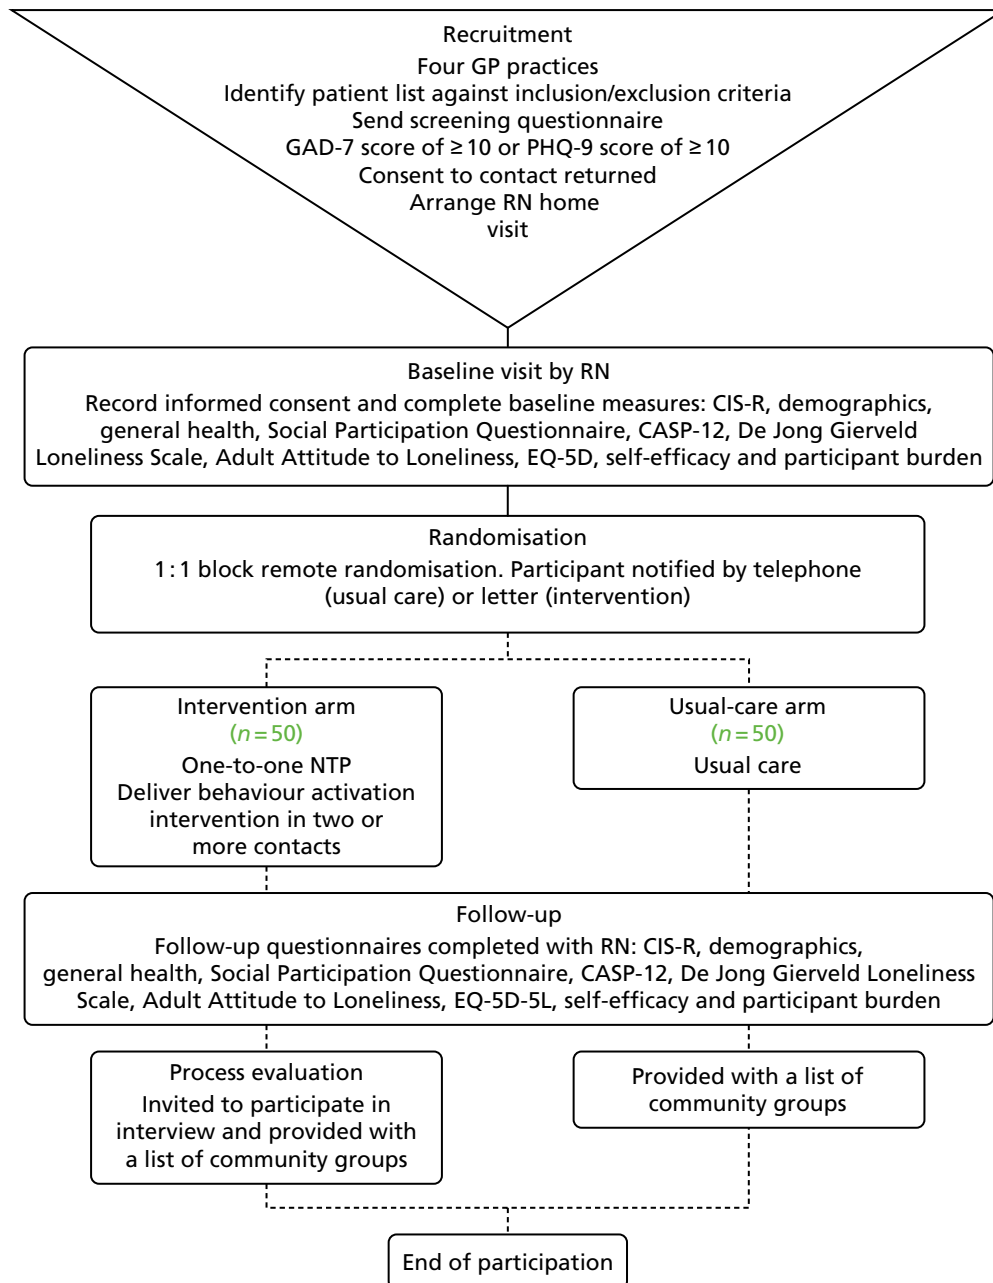 Recruitment
Four GP practices
Identify patient list against inclusion/exclusion criteria
Send screening questionnaire
GAD-7 score of ≥ 10 or PHQ-9 score of ≥ 10
Consent to contact returned
Arrange RN home
visit
Baseline visit by RN
Record informed consent and complete baseline measures: CIS-R, demographics,
general health, Social Participation Questionnaire, CASP-12, De Jong Gierveld
Loneliness Scale, Adult Attitude to Loneliness, EQ-5D, self-efficacy and participant burden
Randomisation
1 : 1 block remote randomisation. Participant notified by telephone
(usual care) or letter (intervention)
Intervention arm
(n = 50)
One-to-one NTP
Deliver behaviour activation
intervention in two or
more contacts
Usual-care arm
(n = 50)
Usual care
Follow-up
Follow-up questionnaires completed with RN: CIS-R, demographics,
general health, Social Participation Questionnaire, CASP-12, De Jong Gierveld Loneliness
Scale, Adult Attitude to Loneliness, EQ-5D-5L, self-efficacy and participant burden
Process evaluation
Invited to participate in
interview and provided with
a list of community groups
Provided with a list of
community groups
End of participation